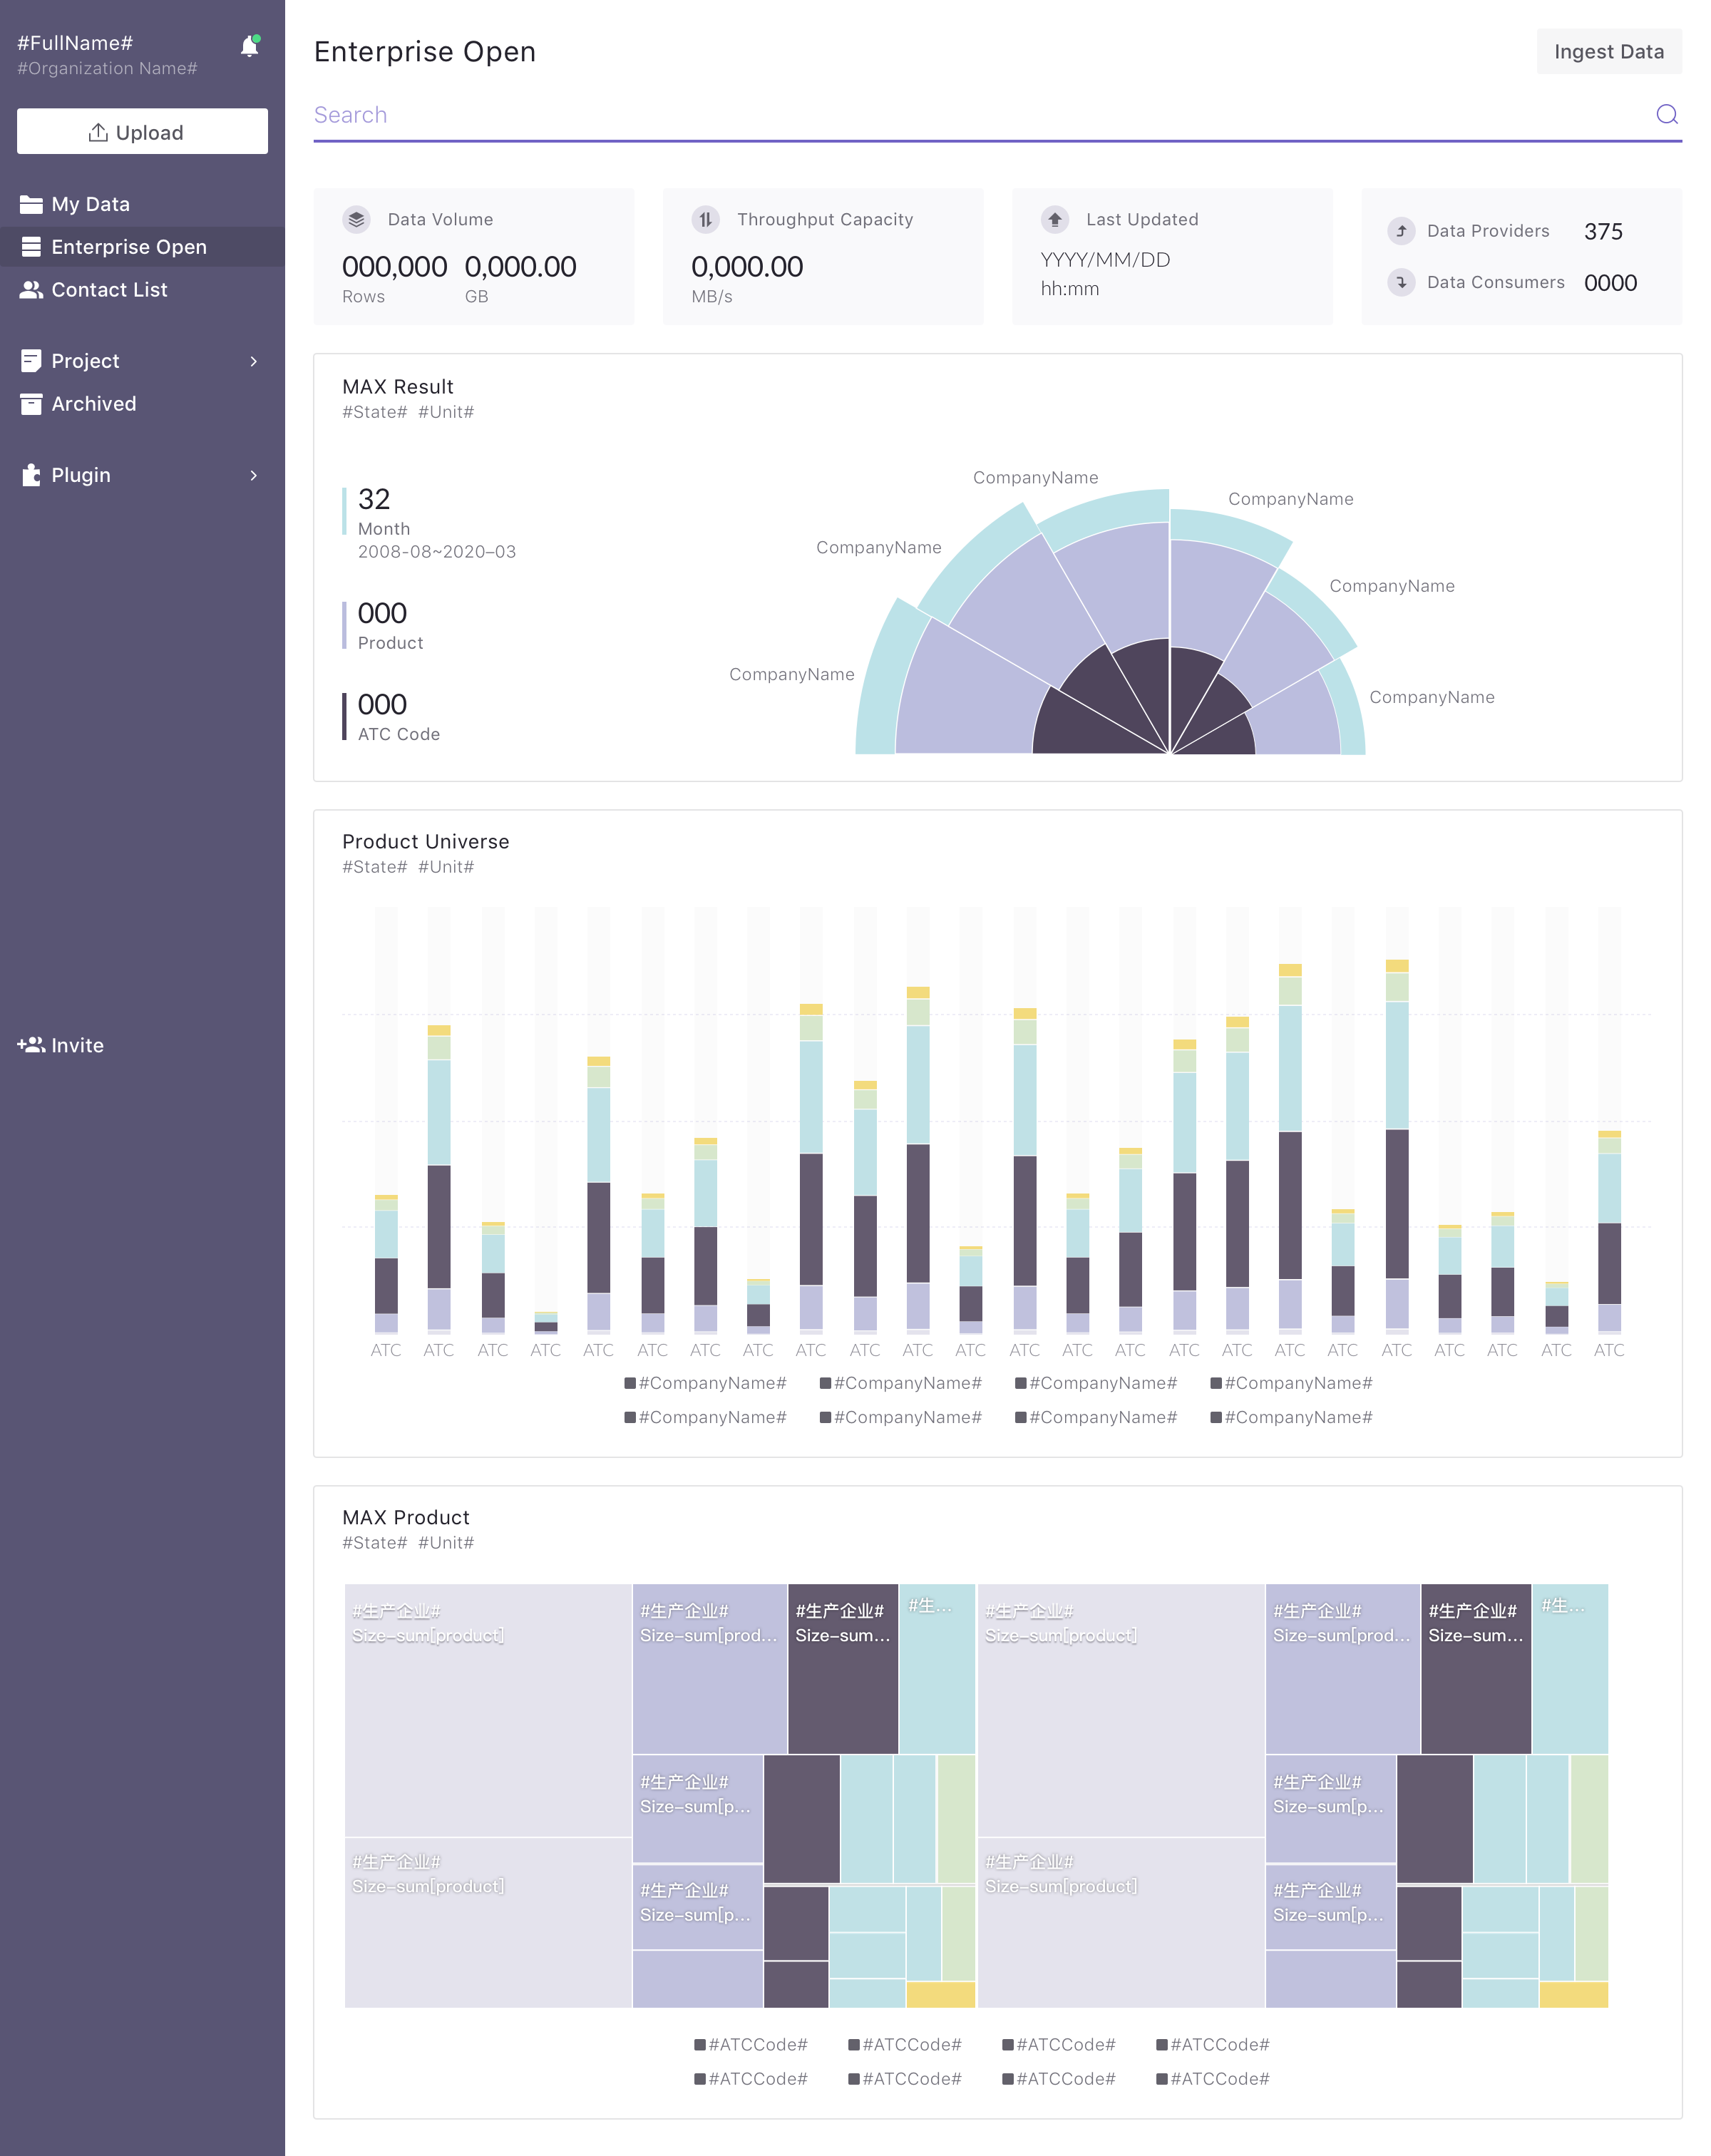 #FullName#
#Organization Name#
Upload
My Data
Enterprise Open
Contact List
Project
Archived
Plugin
Invite
Enterprise Open
Ingest Data
Search
Data Volume
000,000 0,000.00
Rows GB
Throughput Capacity
0,000.00
MB/s
Last Updated
YYYY/MM/DD
hh:mm
Data Providers 375
Data Consumers 0000
MAX Result
#State# #Unit#
32
Month
2008-08~2020–03
000
Product
000
ATC Code
CompanyName
CompanyName
CompanyName
CompanyName
CompanyName
CompanyName
Product Universe
#State# #Unit#
ATC ATC ATC ATC ATC ATC ATC ATC ATC ATC ATC ATC ATC ATC ATC ATC ATC ATC ATC ATC ATC ATC ATC ATC
#CompanyName# #CompanyName# #CompanyName# #CompanyName#
#CompanyName# #CompanyName# #CompanyName# #CompanyName#
MAX Product
#State# #Unit#
#生产企业#
Size–sum[product]
#生产企业#
Size–sum[prod...
#生产企业#
Size–sum...
#生...
#生产企业#
Size–sum[product]
#生产企业#
Size–sum[prod...
#生产企业#
Size–sum...
#生...
#生产企业#
Size–sum[p...
#生产企业#
Size–sum[p...
#生产企业#
Size–sum[product]
#生产企业#
Size–sum[product]
#生产企业#
Size–sum[p...
#生产企业#
Size–sum[p...
#ATCCode# #ATCCode# #ATCCode# #ATCCode#
#ATCCode# #ATCCode# #ATCCode# #ATCCode#